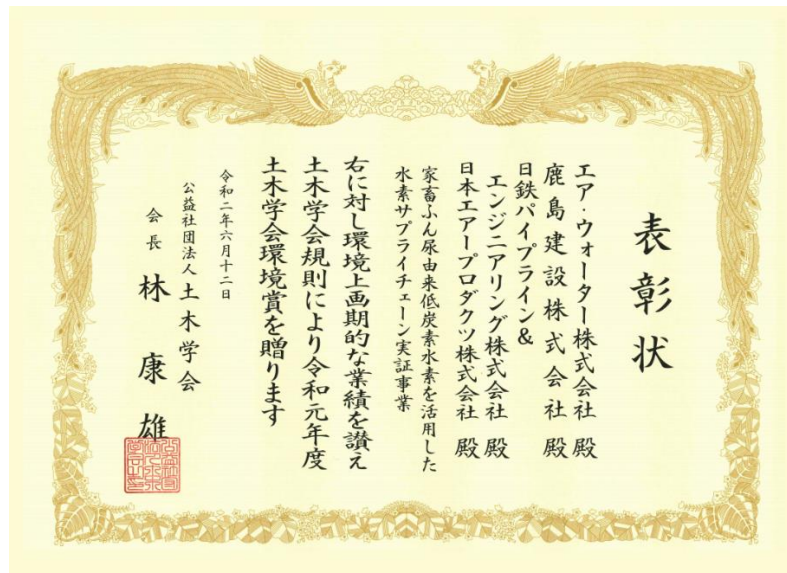 表彰状
エア・ウォーター株式会社 殿
鹿島建設株式会社 殿
日鉄パイプライン&
エンジニアリング株式会社 殿
日本エアープロダクツ株式会社 殿
家畜ふん尿由来低炭素水素を活用した
水素サプライチェーン実証事業
右に対し環境上画期的な業績を讃え
土木学会規則により令和元年度
土木学会環境賞を贈ります
令和二年六月十二日
公益社団法人 土木学会
会長 林 康雄